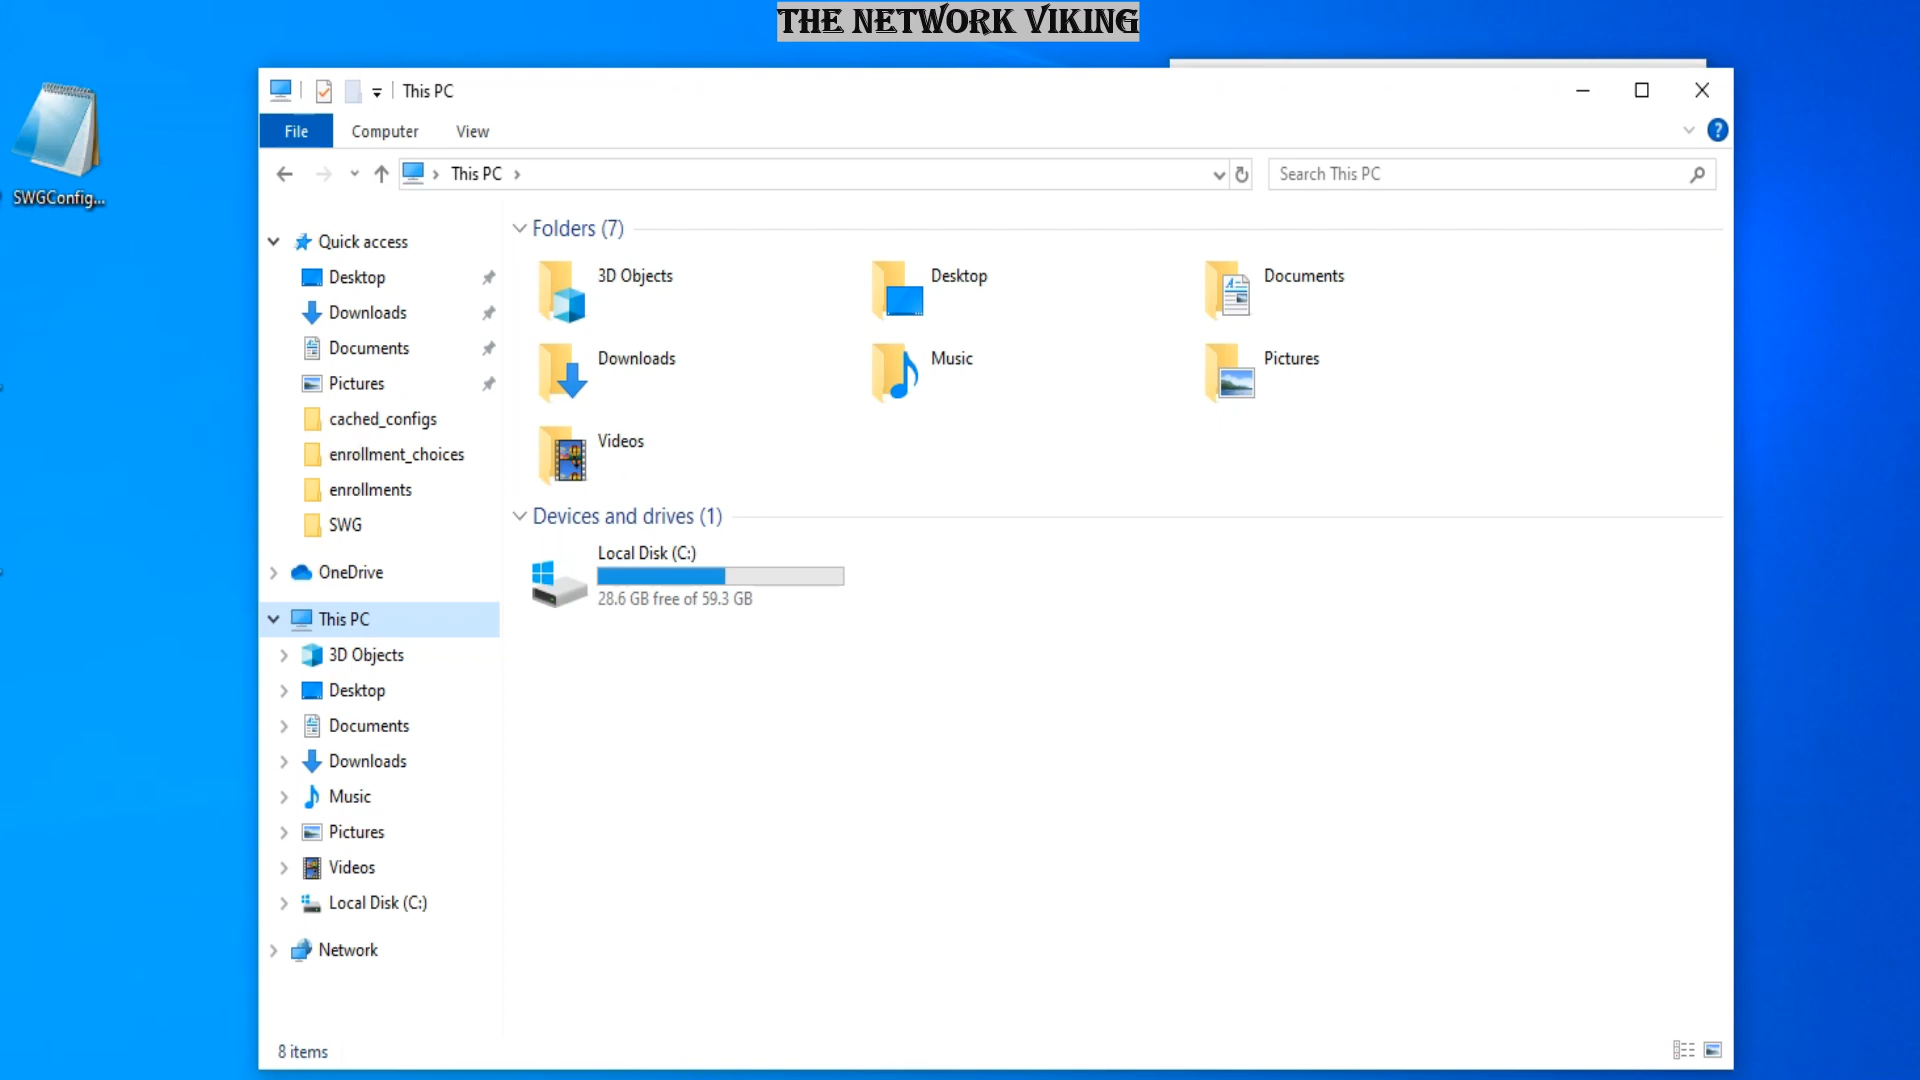 THE NETWORK VIKING
SWGConfig...
This PC
File
Computer
View
This PC
Search This PC
Quick access
Desktop
Downloads
Documents
Pictures
cached_configs
enrollment_choices
enrollments
SWG
OneDrive
This PC
3D Objects
Desktop
Documents
Downloads
Music
Pictures
Videos
Local Disk (C:)
Network
Folders (7)
3D Objects
Desktop
Documents
Downloads
Music
Pictures
Videos
Devices and drives (1)
Local Disk (C:)
28.6 GB free of 59.3 GB
8 items